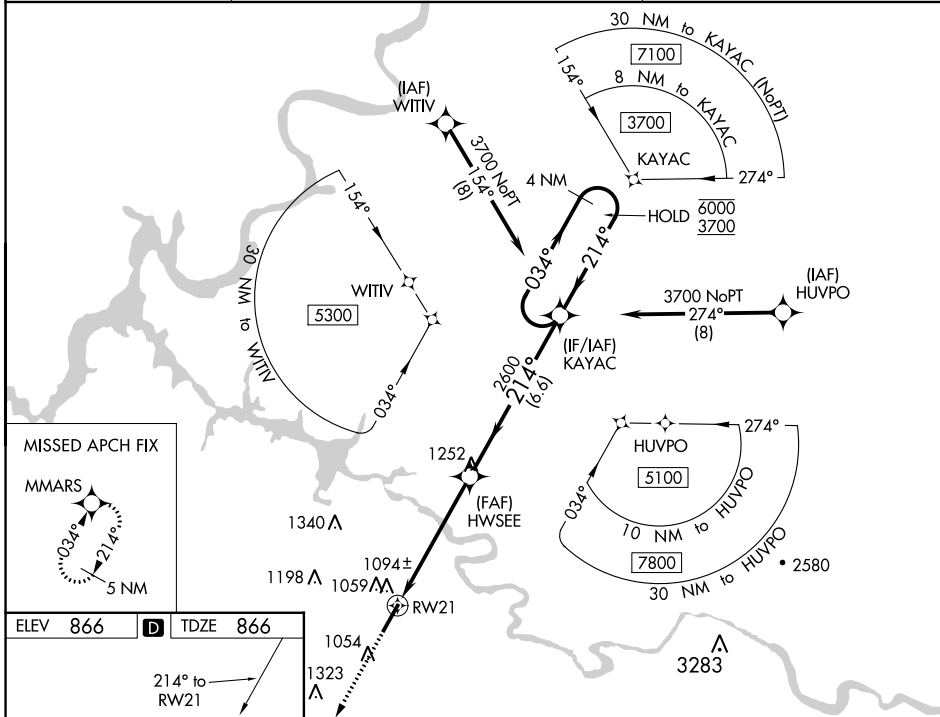 30 NM to KAYAC (NoPT)
7100
154°
8 NM to KAYAC
3700
KAYAC
274°
(IAF)
WITIV
3700 NoPT
154°
(8)
4 NM
HOLD
6000
3700
034°
214°
154°
WITIV
5300
30 NM to WITIV
034°
(IAF)
HUVPO
3700 NoPT
274°
(8)
(IF/IAF)
KAYAC
2600
214°
(6.6)
274°
HUVPO
5100
034°
10 NM to HUVPO
7800
30 NM to HUVPO
2580
1252
(FAF)
HWSEE
MISSED APCH FIX
MMARS
034°
214°
5 NM
1340
1198
1094±
1059
RW21
1054
1323
3283
ELEV 866 D TDZE 866
214° to
RW21